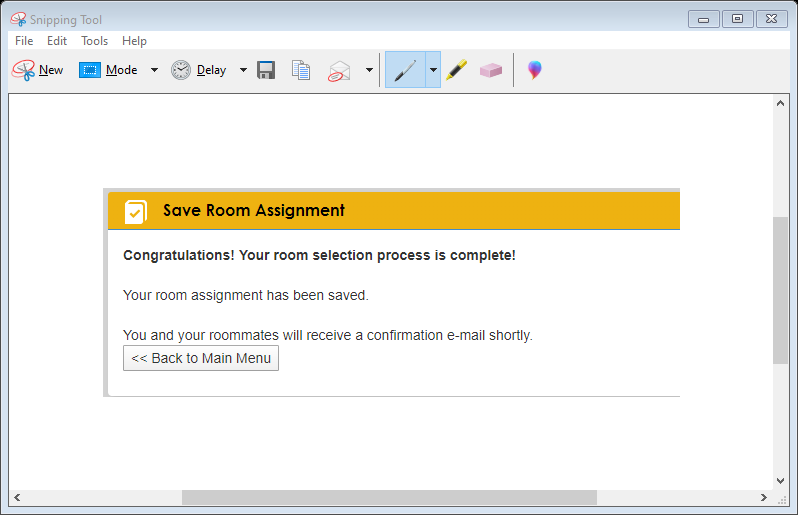 Snipping Tool
File Edit Tools Help
New Mode Delay
Save Room Assignment
Congratulations! Your room selection process is complete!
Your room assignment has been saved.
You and your roommates will receive a confirmation e-mail shortly.
<< Back to Main Menu